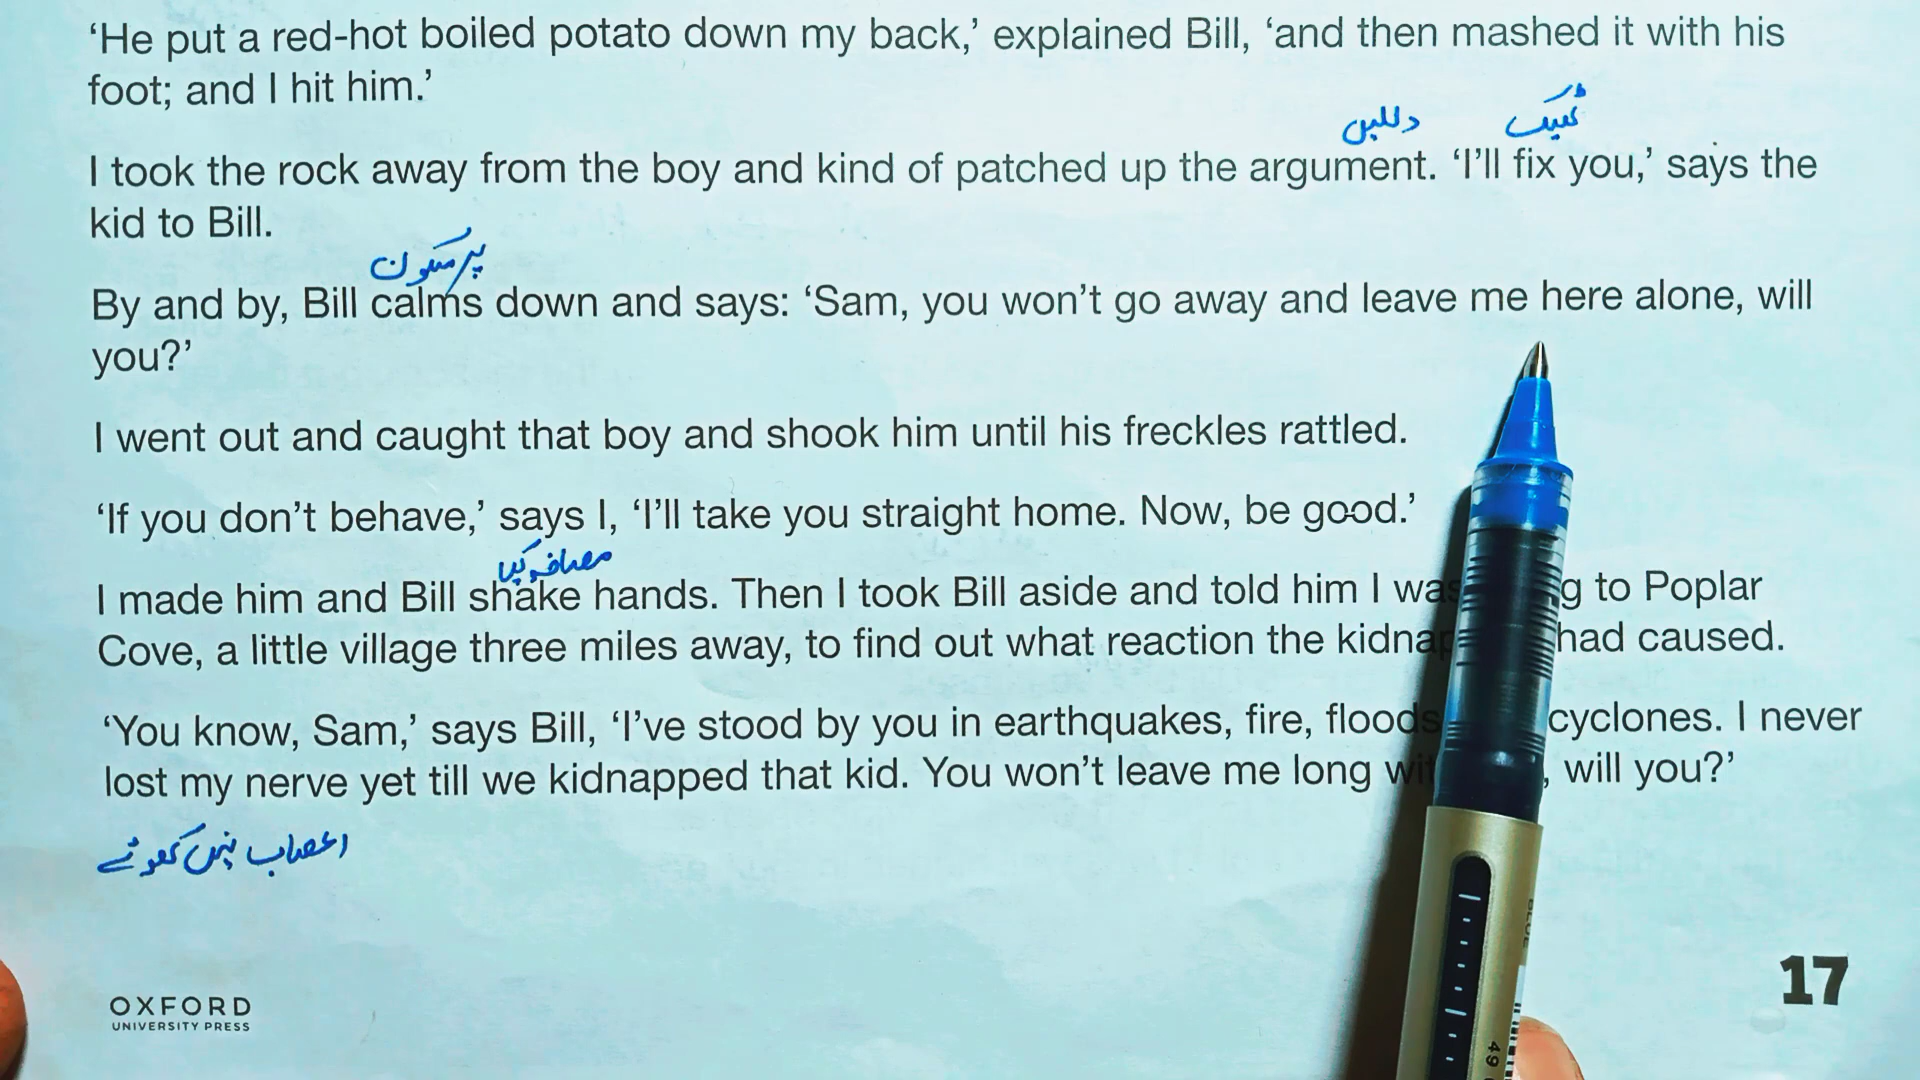 ‘He put a red-hot boiled potato down my back,’ explained Bill, ‘and then mashed it with his
foot; and I hit him.’
دلیلیں ٹھیک
I took the rock away from the boy and kind of patched up the argument. ‘I’ll fix you,’ says the
kid to Bill.
پرسکون
By and by, Bill calms down and says: ‘Sam, you won’t go away and leave me here alone, will
you?’
I went out and caught that boy and shook him until his freckles rattled.
‘If you don’t behave,’ says I, ‘I’ll take you straight home. Now, be good.’
I made him and Bill shake hands. Then I took Bill aside and told him I was g to Poplar
Cove, a little village three miles away, to find out what reaction the kidnap had caused.
‘You know, Sam,’ says Bill, ‘I’ve stood by you in earthquakes, fire, floods cyclones. I never
lost my nerve yet till we kidnapped that kid. You won’t leave me long wit , will you?’
اعصاب نہیں کھوئے
OXFORD
UNIVERSITY PRESS
17